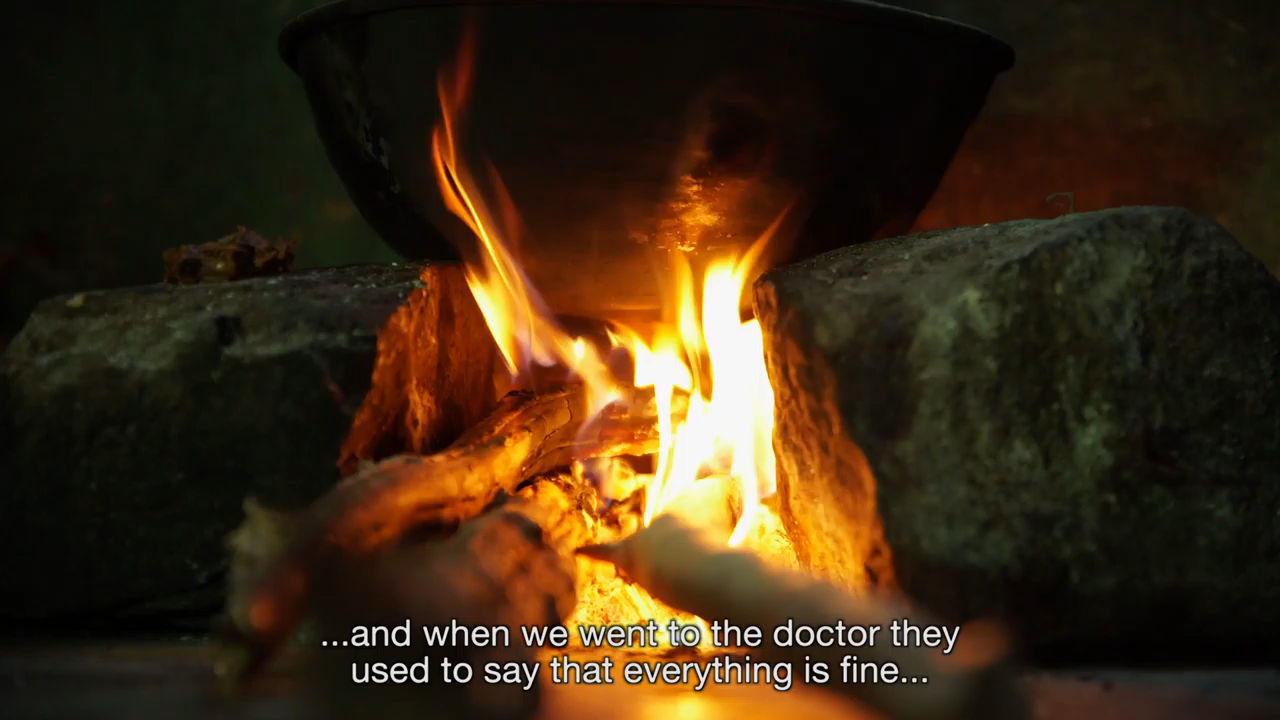 ...and when we went to the doctor they
used to say that everything is fine...